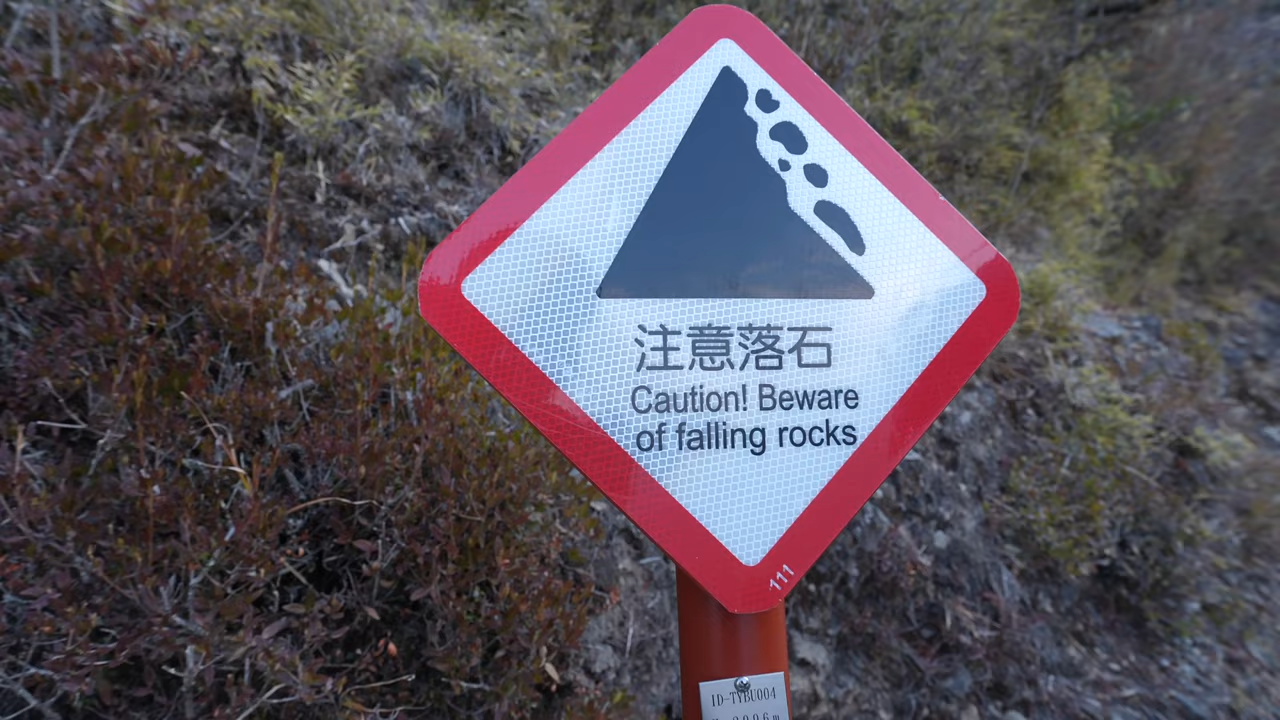 注意落石
Caution! Beware
of falling rocks
111
ID-TYBU004